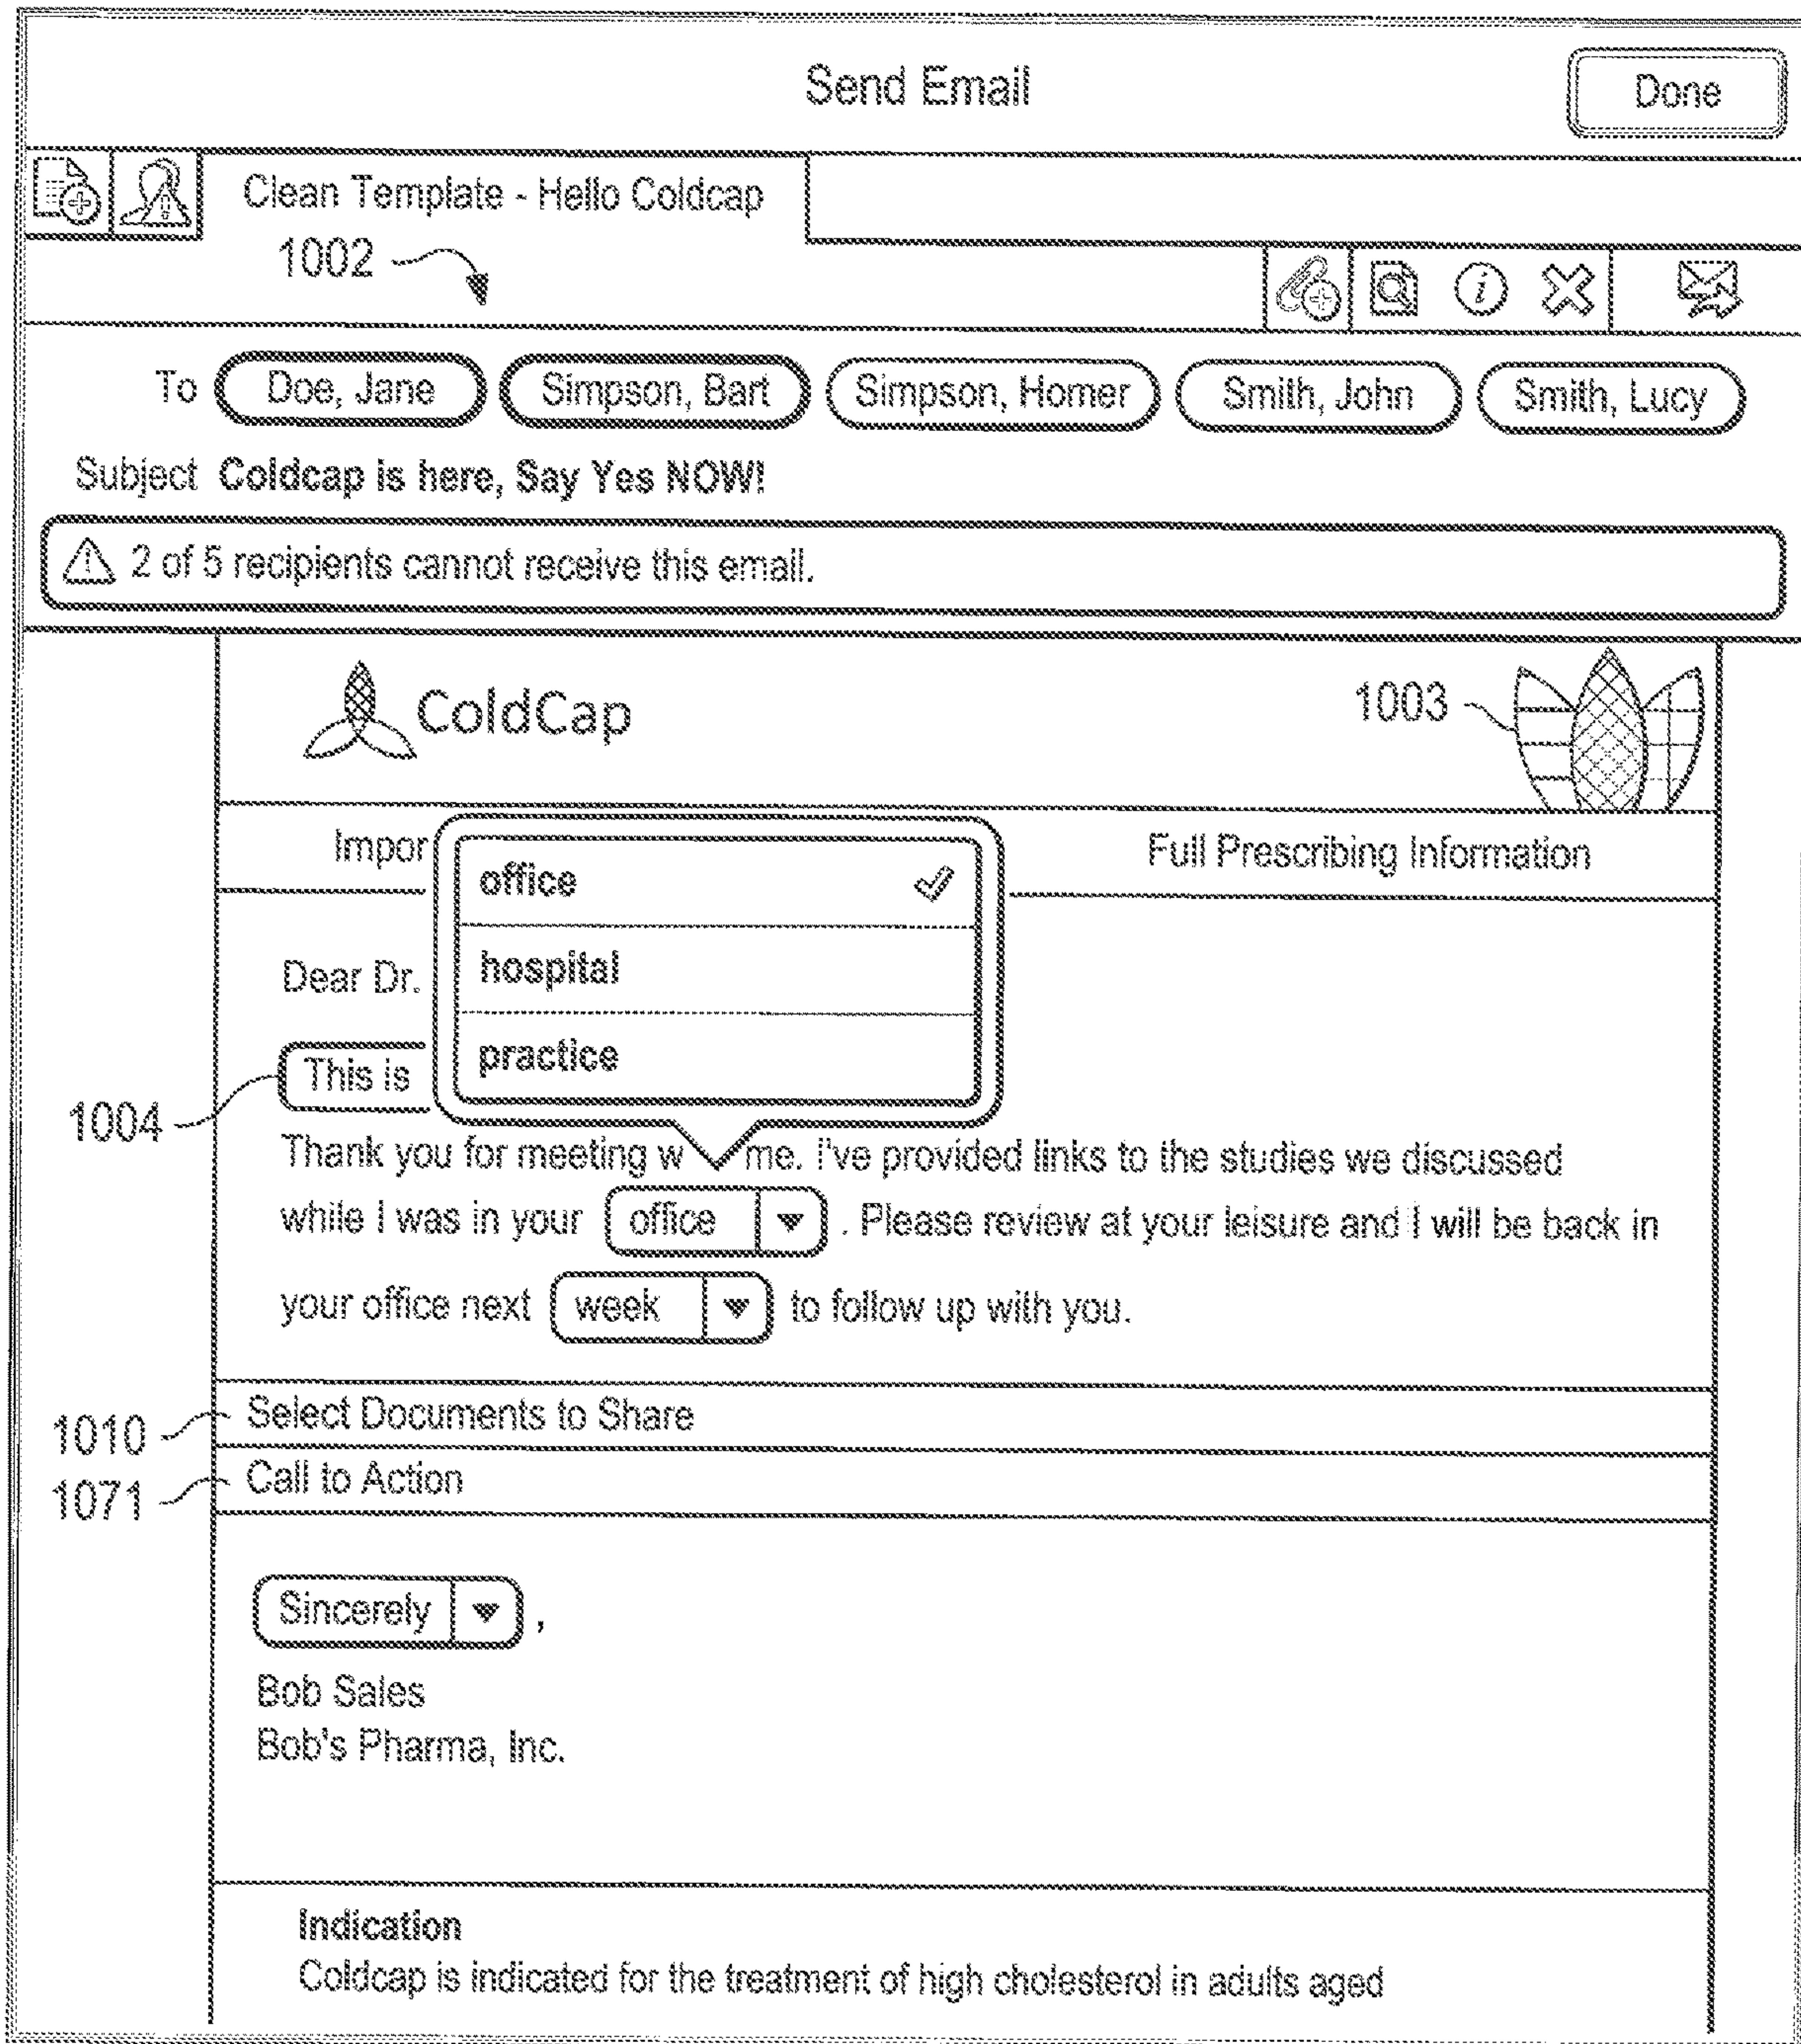 Send Email
Done
Clean Template - Hello Coldcap
1002
To Doe, Jane Simpson, Bart Simpson, Homer Smith, John Smith, Lucy
Subject Coldcap is here, Say Yes NOW!
2 of 5 recipients cannot receive this email.
ColdCap
1003
Impor
Full Prescribing Information
office
hospital
practice
Dear Dr.
This is
1004
Thank you for meeting w me. I've provided links to the studies we discussed
while I was in your office . Please review at your leisure and I will be back in
your office next week to follow up with you.
1010
Select Documents to Share
1071
Call to Action
Sincerely ,
Bob Sales
Bob's Pharma, Inc.
Indication
Coldcap is indicated for the treatment of high cholesterol in adults aged